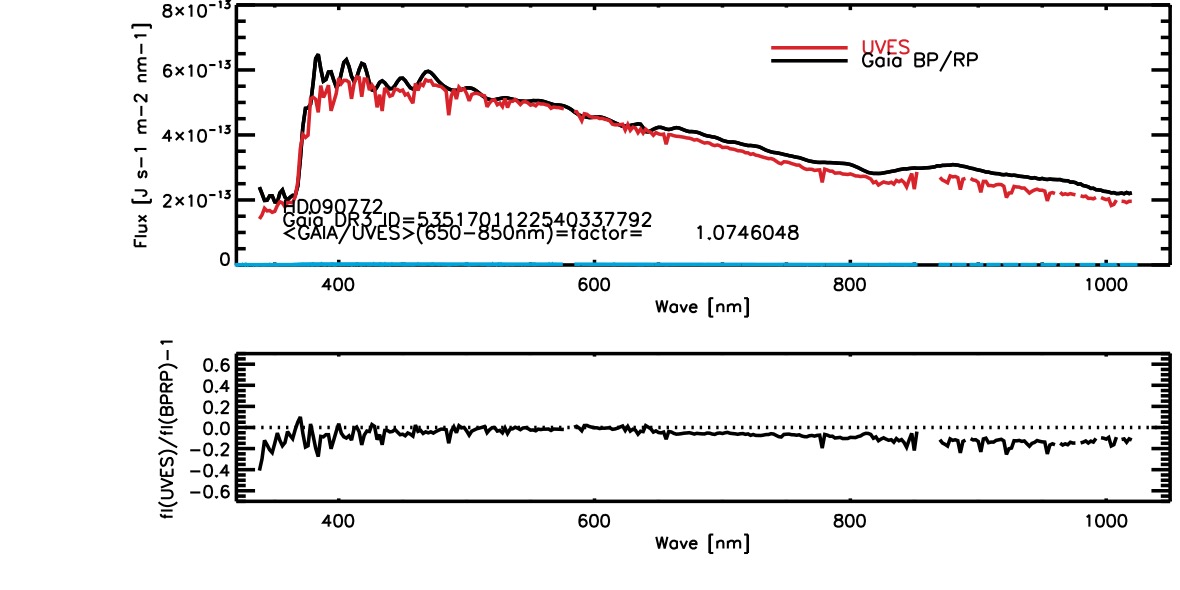 8×10−13
6×10−13
4×10−13
2×10−13
0
Flux [J s−1 m−2 nm−1]
UVES
Gaia BP/RP
HD090772
Gaia DR3 ID=5351701122540337792
<GAIA/UVES>(650−850nm)=factor= 1.0746048
400 600 800 1000
Wave [nm]
fl(UVES)/fl(BPRP)−1
0.6
0.4
0.2
0.0
−0.2
−0.4
−0.6
400 600 800 1000
Wave [nm]